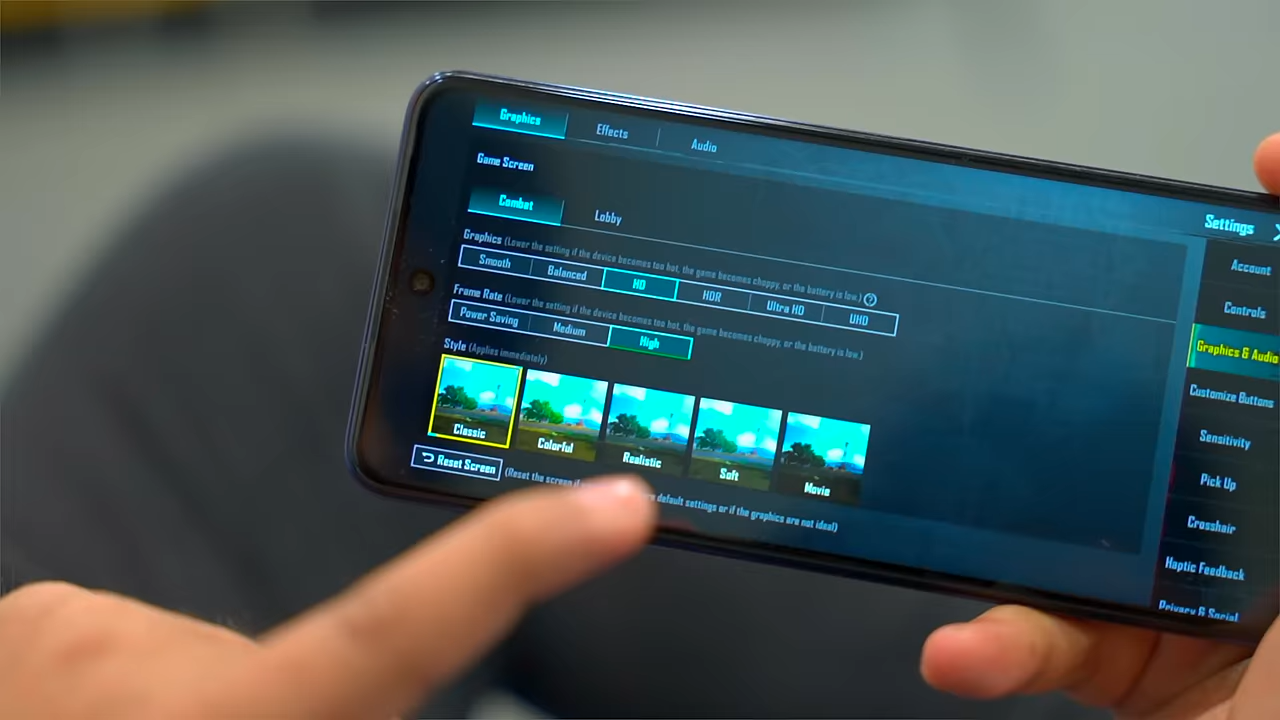 Graphics Effects Audio
Game Screen
Settings
Combat Lobby
Graphics (Lower the setting if the device becomes too hot, the game becomes choppy, or the battery is low.) ?
Smooth Balanced HD HDR Ultra HD UHD
Frame Rate (Lower the setting if the device becomes too hot, the game becomes choppy, or the battery is low.)
Power Saving Medium High
Style (Applies immediately)
Classic Colorful Realistic Soft Movie
Reset Screen (Reset the screen if default settings or if the graphics are not ideal)
Account
Controls
Graphics & Audio
Customize Buttons
Sensitivity
Pick Up
Crosshair
Haptic Feedback
Privacy & Social